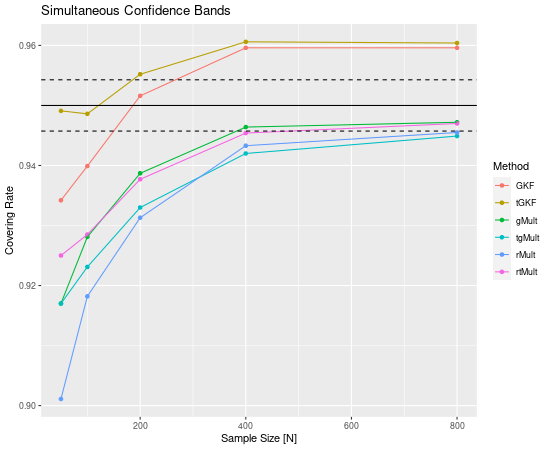 Simultaneous Confidence Bands
0.96
0.94
0.92
0.90
Covering Rate
200
400
600
800
Sample Size [N]
Method
GKF
tGKF
gMult
tgMult
rMult
rtMult